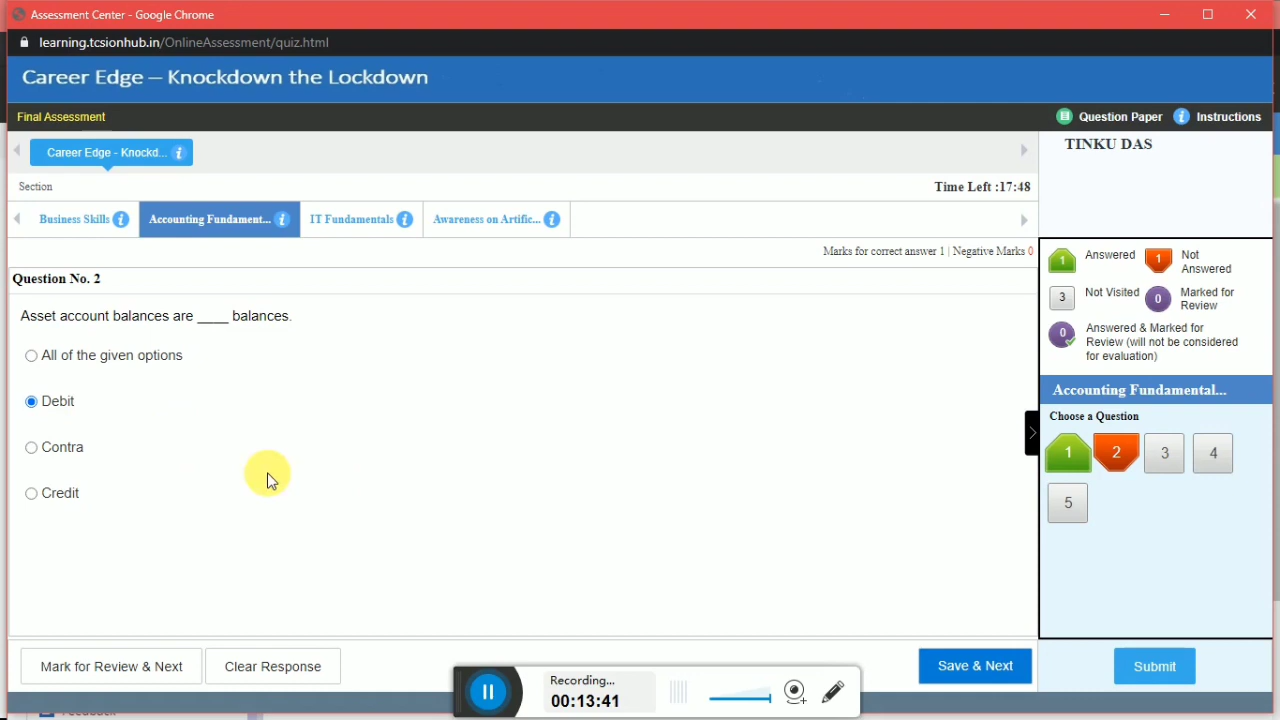 Assessment Center - Google Chrome
learning.tcsionhub.in/OnlineAssessment/quiz.html
Career Edge – Knockdown the Lockdown
Final Assessment
Question Paper
Instructions
Career Edge - Knockd...
TINKU DAS
Section
Time Left :17:48
Business Skills
Accounting Fundament...
IT Fundamentals
Awareness on Artific...
Marks for correct answer 1 | Negative Marks 0
1 Answered
1 Not Answered
3 Not Visited
0 Marked for Review
0 Answered & Marked for Review (will not be considered for evaluation)
Question No. 2
Asset account balances are ____ balances.
All of the given options
Debit
Contra
Credit
Accounting Fundamental...
Choose a Question
1 2 3 4
5
Mark for Review & Next
Clear Response
Save & Next
Submit
Recording...
00:13:41